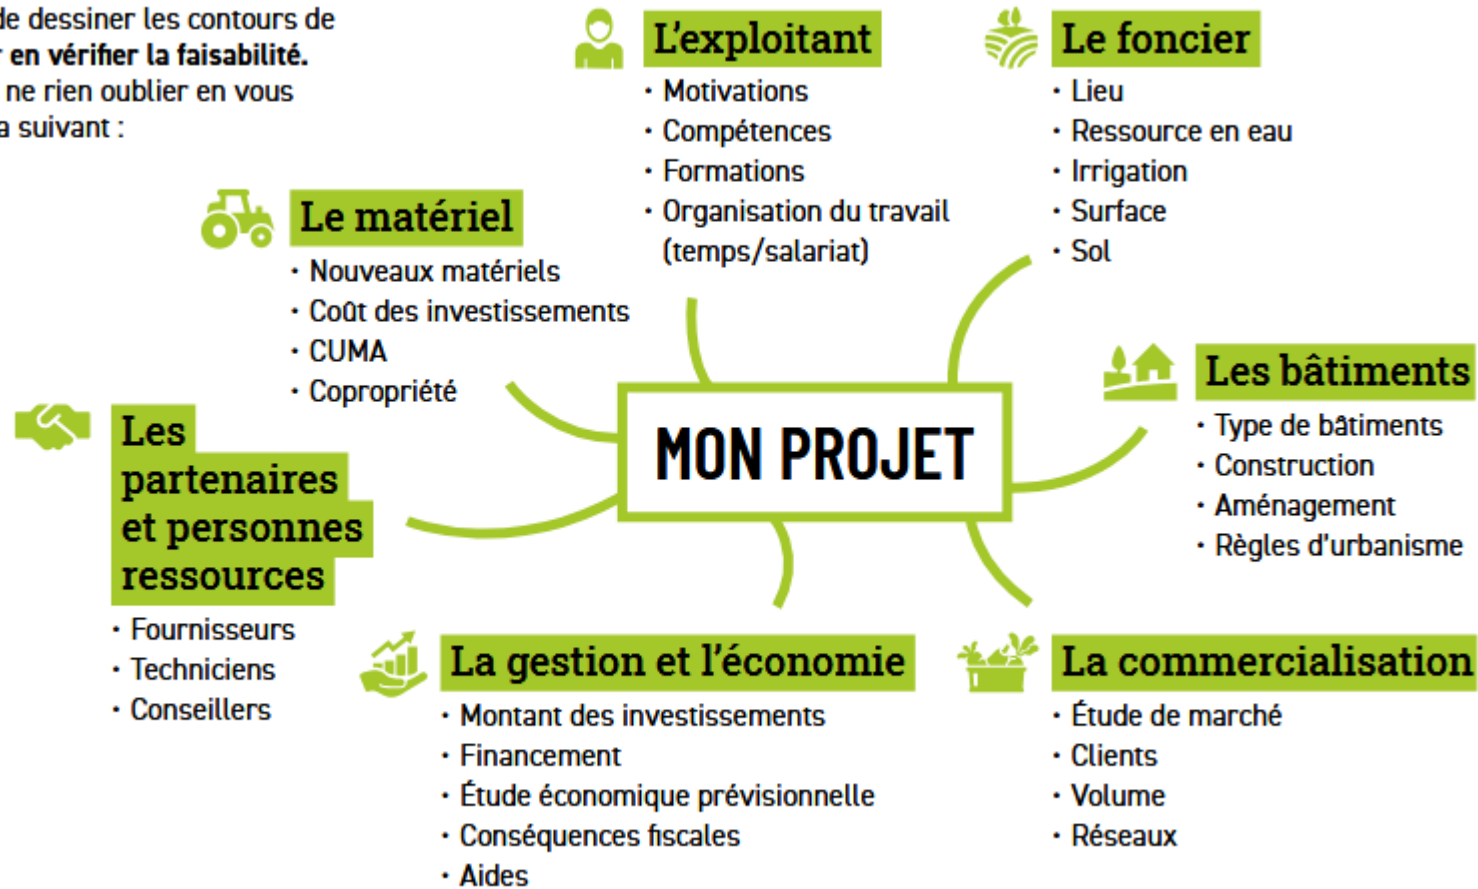 de dessiner les contours de
en vérifier la faisabilité.
ne rien oublier en vous
suivant :
L'exploitant
· Motivations
· Compétences
· Formations
· Organisation du travail
(temps/salariat)
Le foncier
· Lieu
· Ressource en eau
· Irrigation
· Surface
· Sol
Le matériel
· Nouveaux matériels
· Coût des investissements
· CUMA
· Copropriété
Les bâtiments
· Type de bâtiments
· Construction
· Aménagement
· Règles d'urbanisme
MON PROJET
Les
partenaires
et personnes
ressources
· Fournisseurs
· Techniciens
· Conseillers
La gestion et l'économie
· Montant des investissements
· Financement
· Étude économique prévisionnelle
· Conséquences fiscales
· Aides
La commercialisation
· Étude de marché
· Clients
· Volume
· Réseaux